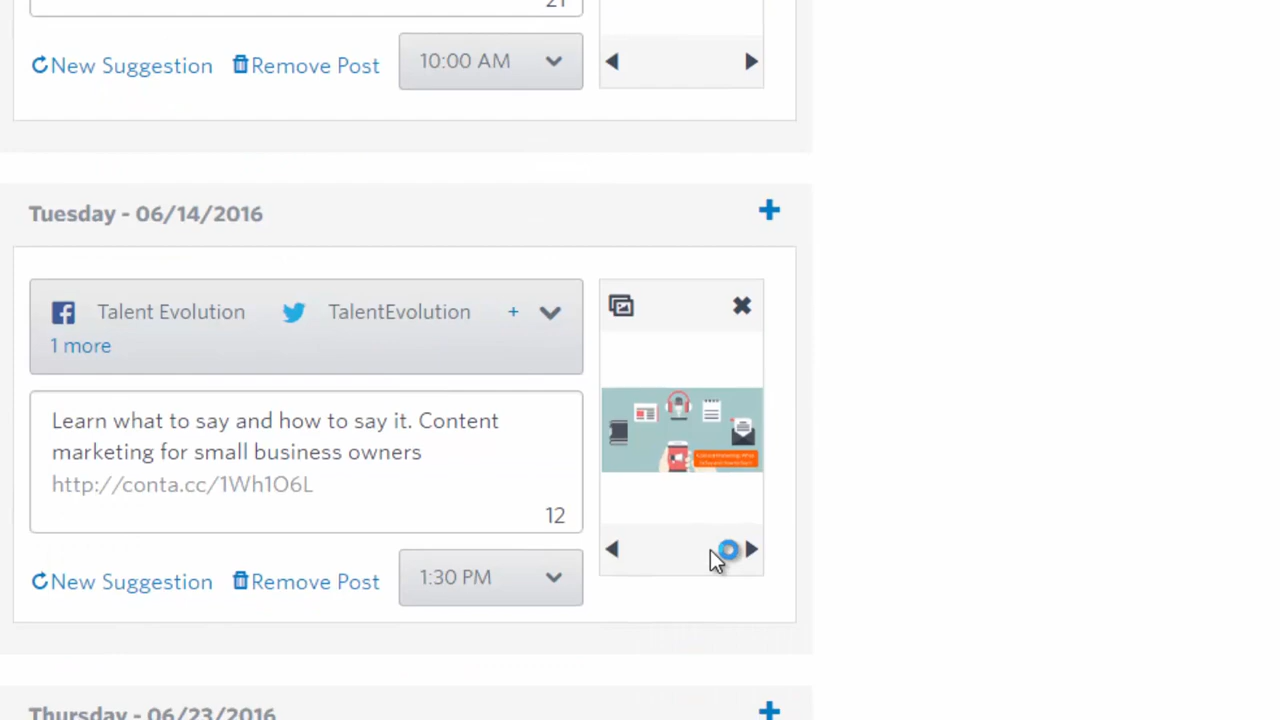 21
New Suggestion Remove Post 10:00 AM
Tuesday - 06/14/2016 +
Talent Evolution TalentEvolution +
1 more
Learn what to say and how to say it. Content
marketing for small business owners
http://conta.cc/1Wh1O6L
12
New Suggestion Remove Post 1:30 PM
Thursday - 06/23/2016 +